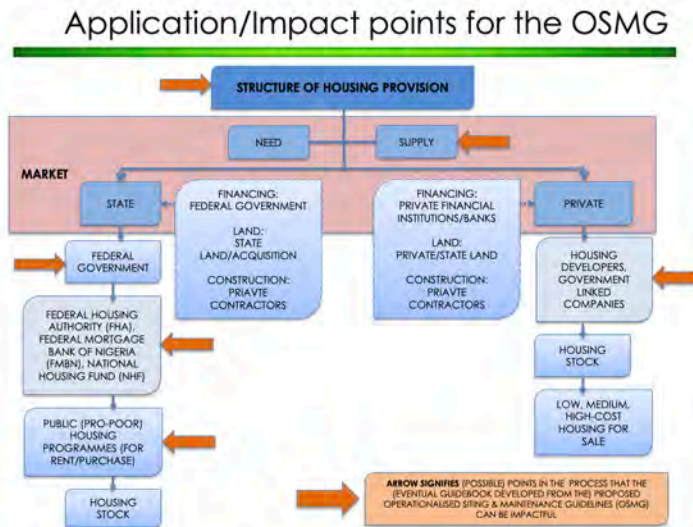 Application/Impact points for the OSMG
STRUCTURE OF HOUSING PROVISION
NEED
SUPPLY
MARKET
STATE
FINANCING:
FEDERAL GOVERNMENT
LAND:
STATE
LAND/ACQUISITION
CONSTRUCTION:
PRIAVTE
CONTRACTORS
FINANCING:
PRIVATE FINANCIAL
INSTITUTIONS/BANKS
LAND:
PRIVATE/STATE LAND
CONSTRUCTION:
PRIAVTE
CONTRACTORS
PRIVATE
FEDERAL
GOVERNMENT
HOUSING
DEVELOPERS,
GOVERNMENT
LINKED
COMPANIES
FEDERAL HOUSING
AUTHORITY (FHA),
FEDERAL MORTGAGE
BANK OF NIGERIA
(FMBN), NATIONAL
HOUSING FUND (NHF)
HOUSING
STOCK
PUBLIC (PRO-POOR)
HOUSING
PROGRAMMES (FOR
RENT/PURCHASE)
LOW, MEDIUM,
HIGH-COST
HOUSING FOR
SALE
HOUSING
STOCK
ARROW SIGNIFIES (POSSIBLE) POINTS IN THE PROCESS THAT THE
(EVENTUAL GUIDEBOOK DEVELOPED FROM THE) PROPOSED
OPERATIONALISED SITING & MAINTENANCE GUIDELINES (OSMG)
CAN BE IMPACTFUL